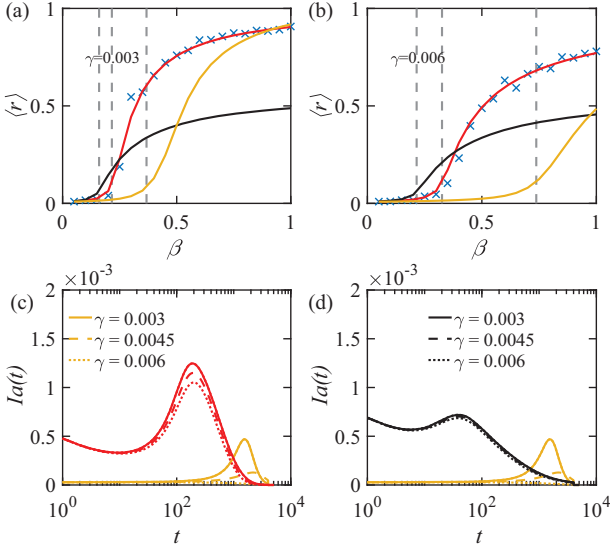 (a)
1
0.5
0
⟨r⟩
γ=0.003
0 0.5 1
β
(b)
1
0.5
0
⟨r⟩
γ=0.006
0 0.5 1
β
(c)
×10⁻³
2
1.5
1
0.5
0
Ia(t)
γ = 0.003
γ = 0.0045
γ = 0.006
10⁰ 10² 10⁴
t
(d)
×10⁻³
2
1.5
1
0.5
0
Ia(t)
γ = 0.003
γ = 0.0045
γ = 0.006
10⁰ 10² 10⁴
t